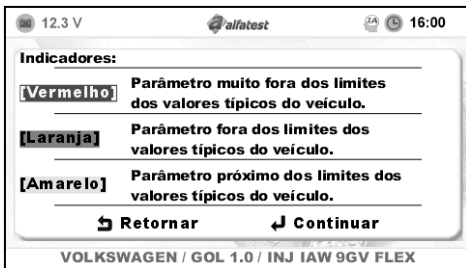 12.3 V alfatest 16:00
Indicadores:
[Vermelho] Parâmetro muito fora dos limites
dos valores típicos do veículo.
[Laranja] Parâmetro fora dos limites dos
valores típicos do veículo.
[Amarelo] Parâmetro próximo dos limites dos
valores típicos do veículo.
Retornar Continuar
VOLKSWAGEN / GOL 1.0 / INJ IAW 9GV FLEX